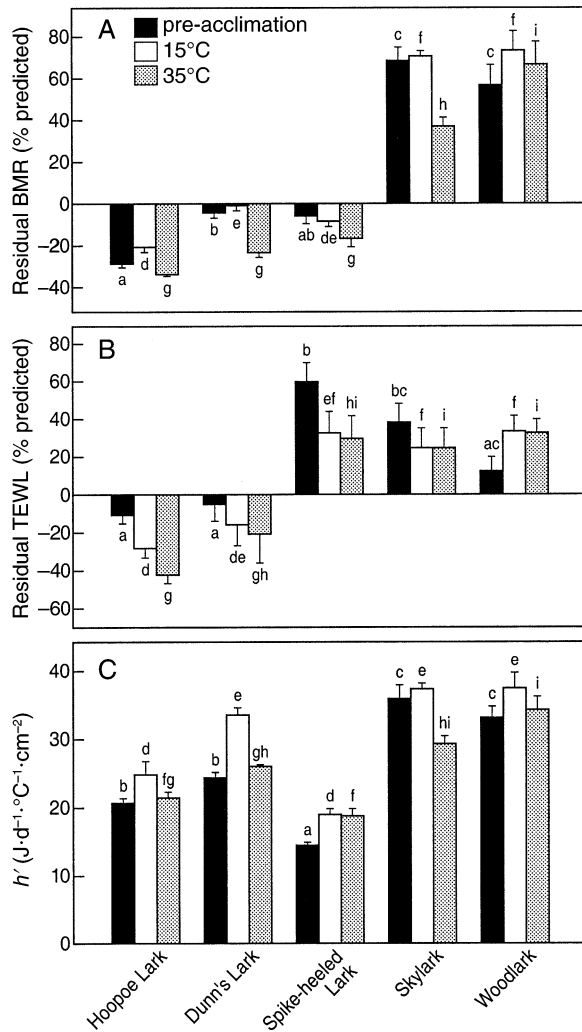 A
pre-acclimation
15°C
35°C
Residual BMR (% predicted)
80
60
40
20
0
−20
−40
a d g
b e g
ab de g
c f h
c f i
B
Residual TEWL (% predicted)
80
60
40
20
0
−20
−40
−60
a d g
a de gh
b ef hi
bc f i
ac f i
C
h′ (J·d⁻¹·°C⁻¹·cm⁻²)
40
30
20
10
0
b d fg
b e gh
a d f
c e hi
c e i
Hoopoe Lark
Dunn's Lark
Spike-heeled
Lark
Skylark
Woodlark